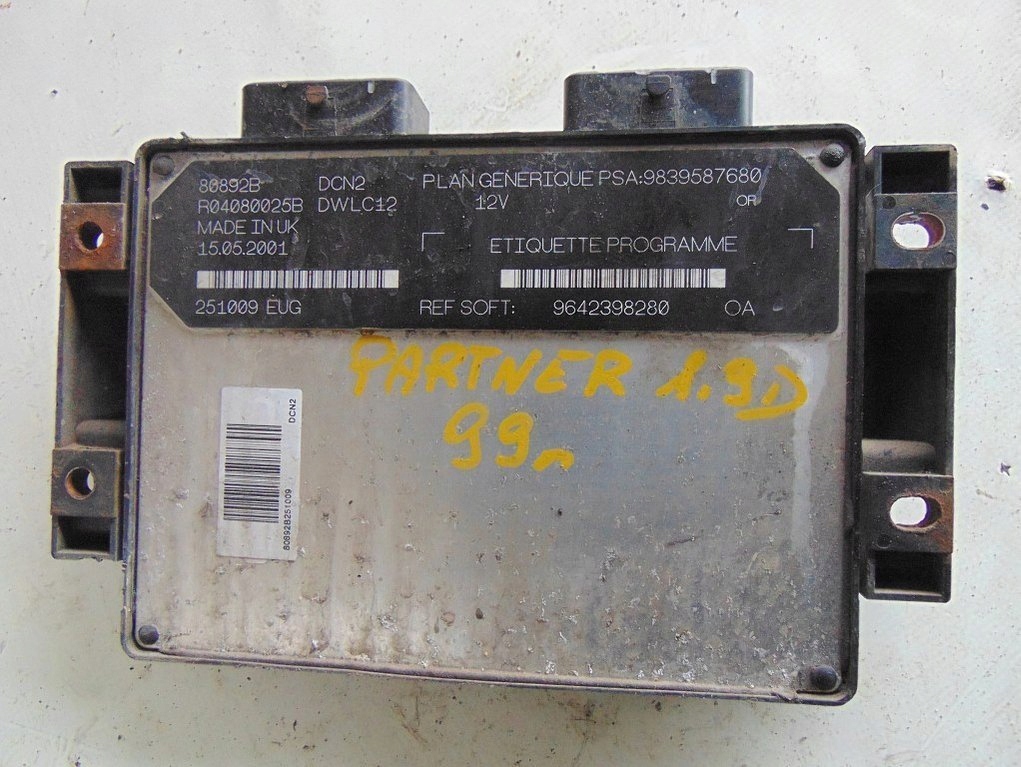 80892B DCN2 PLAN GENERIQUE PSA:9839587680
R04080025B DWLC12 12V OR
MADE IN UK
15.05.2001 ETIQUETTE PROGRAMME
251009 EUG REF SOFT: 9642398280 OA
PARTNER 1.9D
99
DCN2
80892B251009